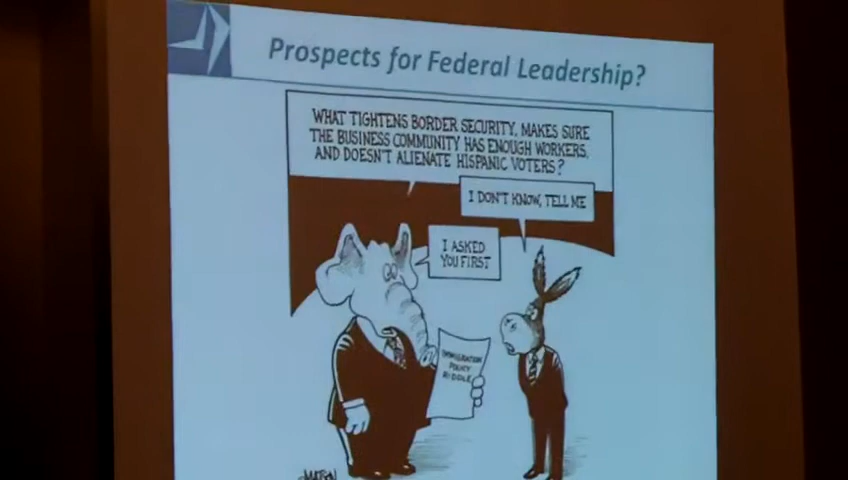 Prospects for Federal Leadership?
WHAT TIGHTENS BORDER SECURITY, MAKES SURE
THE BUSINESS COMMUNITY HAS ENOUGH WORKERS,
AND DOESN'T ALIENATE HISPANIC VOTERS?
I DON'T KNOW, TELL ME
I ASKED
YOU FIRST
IMMIGRATION
POLICY
RIDDLE
MATSON